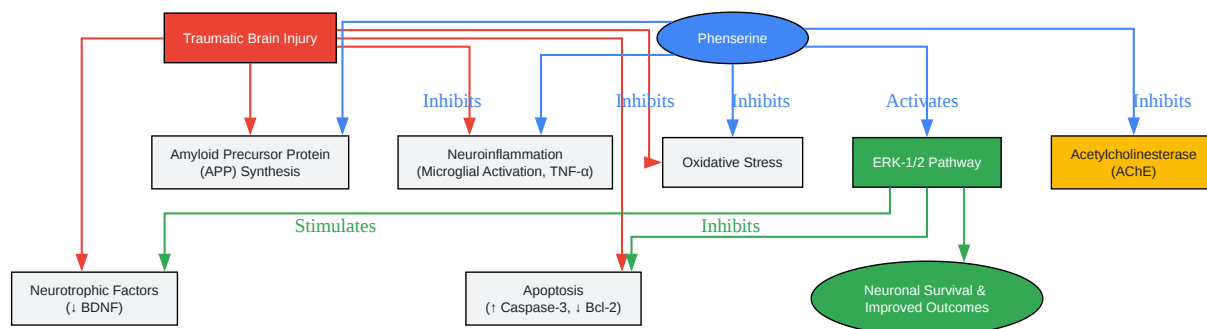 Traumatic Brain Injury
Phenserine
Inhibits
Inhibits
Inhibits
Activates
Inhibits
Amyloid Precursor Protein
(APP) Synthesis
Neuroinflammation
(Microglial Activation, TNF-α)
Oxidative Stress
ERK-1/2 Pathway
Acetylcholinesterase
(AChE)
Stimulates
Inhibits
Neurotrophic Factors
(↓ BDNF)
Apoptosis
(↑ Caspase-3, ↓ Bcl-2)
Neuronal Survival &
Improved Outcomes